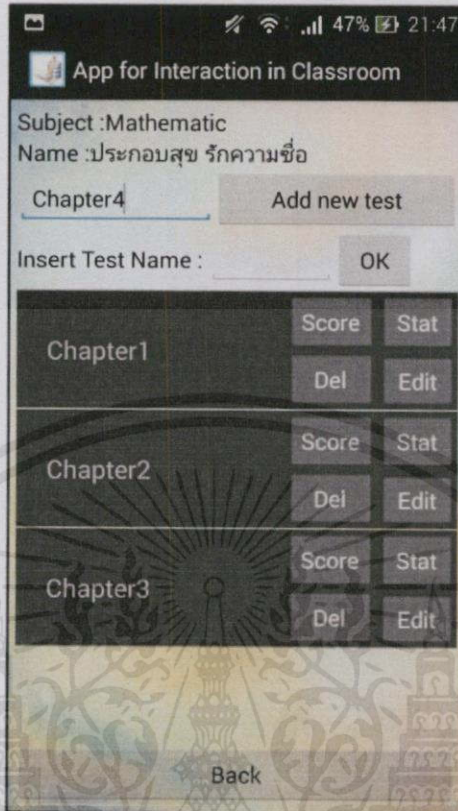 47% 21:47
App for Interaction in Classroom
Subject :Mathematic
Name :ประกอบสุข รักความซื่อ
Chapter4 Add new test
Insert Test Name : OK
Chapter1 Score Stat
Del Edit
Chapter2 Score Stat
Del Edit
Chapter3 Score Stat
Del Edit
Back